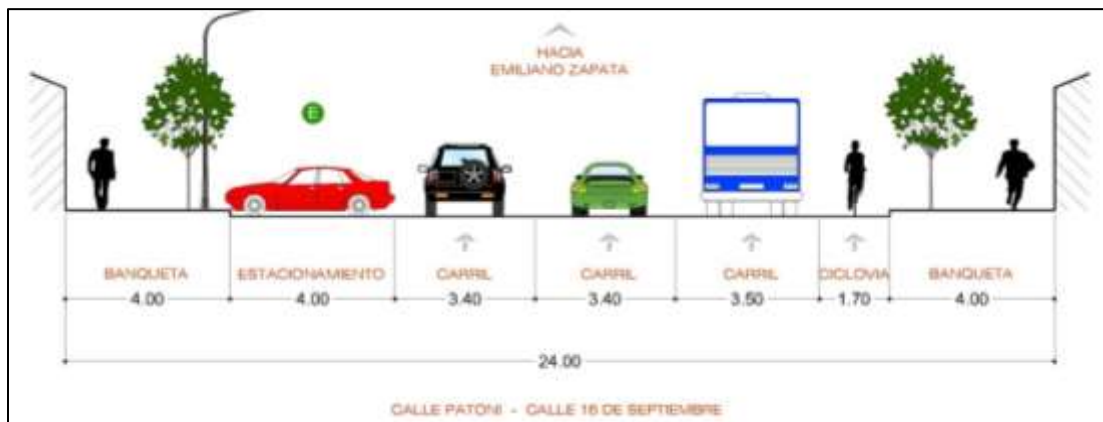 HACIA
EMILIANO ZAPATA
E
BANQUETA ESTACIONAMIENTO CARRIL CARRIL CARRIL CICLOVIA BANQUETA
4.00 4.00 3.40 3.40 3.50 1.70 4.00
24.00
CALLE PATONI - CALLE 16 DE SEPTIEMBRE